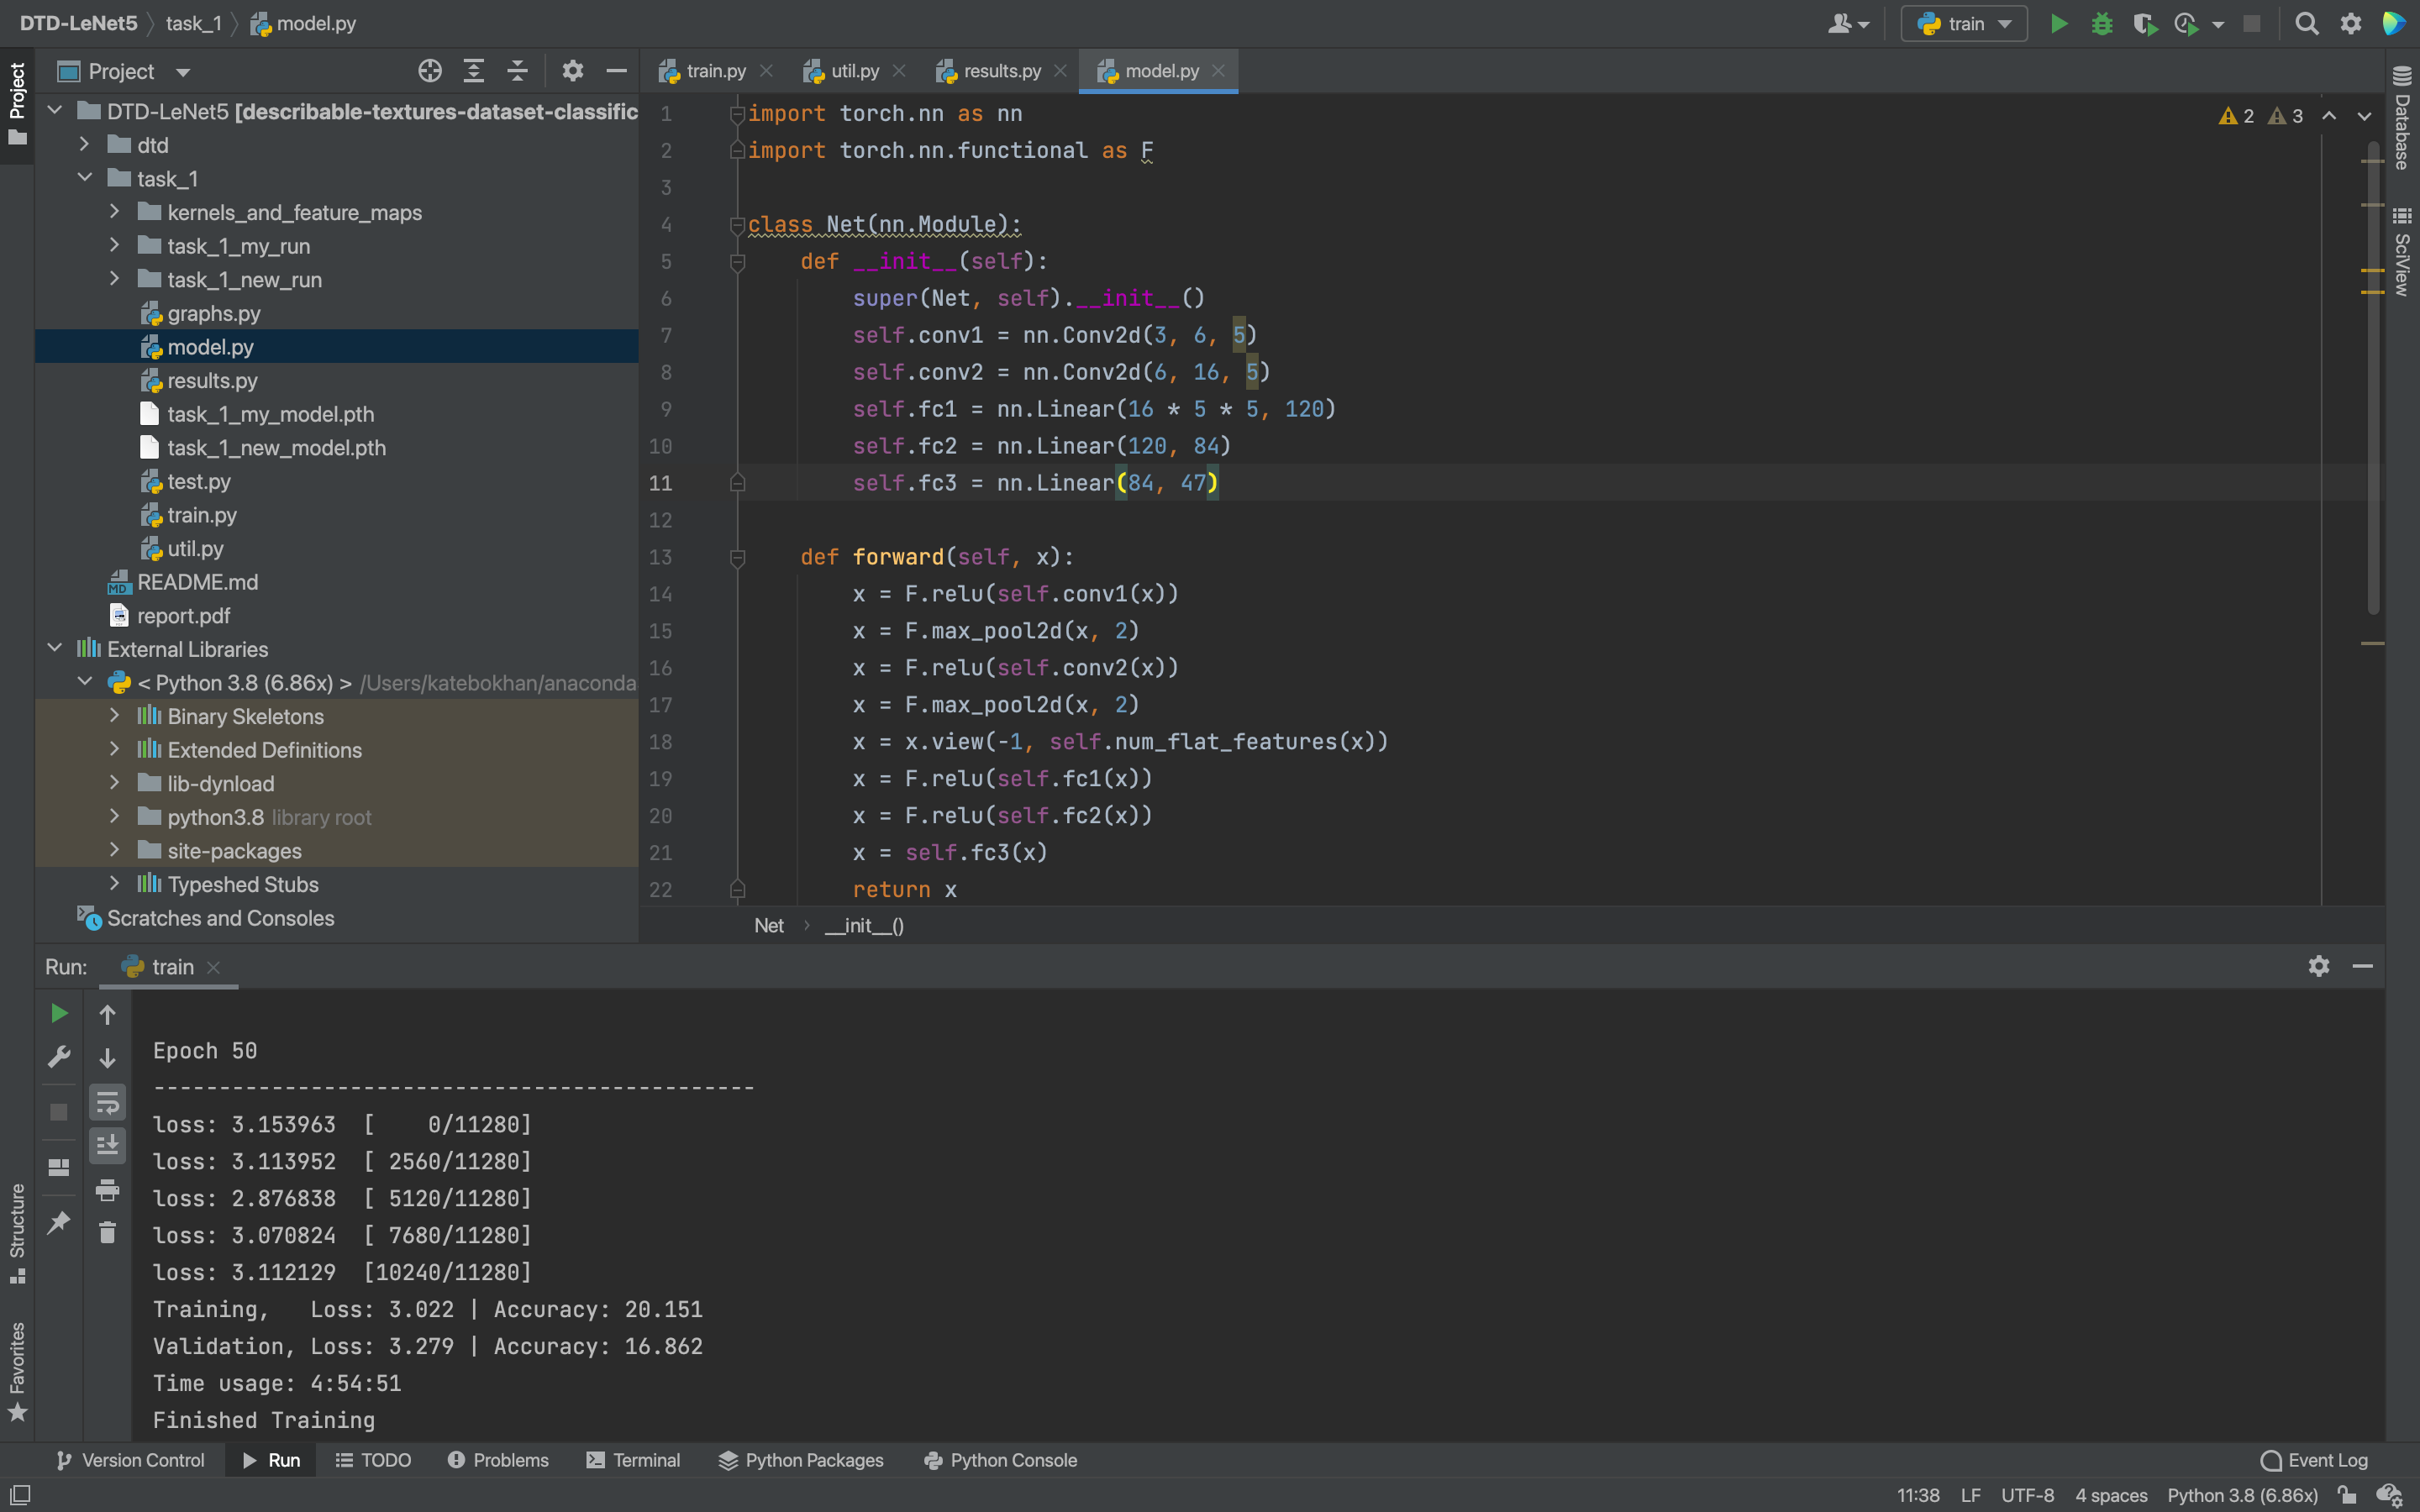 DTD-LeNet5 task_1 model.py
train
Project
Project
train.py util.py results.py model.py
DTD-LeNet5 [describable-textures-dataset-classific
dtd
task_1
kernels_and_feature_maps
task_1_my_run
task_1_new_run
graphs.py
model.py
results.py
task_1_my_model.pth
task_1_new_model.pth
test.py
train.py
util.py
README.md
report.pdf
External Libraries
< Python 3.8 (6.86x) > /Users/katebokhan/anaconda
Binary Skeletons
Extended Definitions
lib-dynload
python3.8 library root
site-packages
Typeshed Stubs
Scratches and Consoles
2 3
1 import torch.nn as nn
2 import torch.nn.functional as F
3
4 class Net(nn.Module):
5     def __init__(self):
6         super(Net, self).__init__()
7         self.conv1 = nn.Conv2d(3, 6, 5)
8         self.conv2 = nn.Conv2d(6, 16, 5)
9         self.fc1 = nn.Linear(16 * 5 * 5, 120)
10         self.fc2 = nn.Linear(120, 84)
11         self.fc3 = nn.Linear(84, 47)
12
13     def forward(self, x):
14         x = F.relu(self.conv1(x))
15         x = F.max_pool2d(x, 2)
16         x = F.relu(self.conv2(x))
17         x = F.max_pool2d(x, 2)
18         x = x.view(-1, self.num_flat_features(x))
19         x = F.relu(self.fc1(x))
20         x = F.relu(self.fc2(x))
21         x = self.fc3(x)
22         return x
Net > __init__()
Database
SciView
Run: train
Epoch 50
----------------------------------------------
loss: 3.153963  [    0/11280]
loss: 3.113952  [ 2560/11280]
loss: 2.876838  [ 5120/11280]
loss: 3.070824  [ 7680/11280]
loss: 3.112129  [10240/11280]
Training,   Loss: 3.022 | Accuracy: 20.151
Validation, Loss: 3.279 | Accuracy: 16.862
Time usage: 4:54:51
Finished Training
Structure
Favorites
Version Control Run TODO Problems Terminal Python Packages Python Console Event Log
11:38 LF UTF-8 4 spaces Python 3.8 (6.86x)